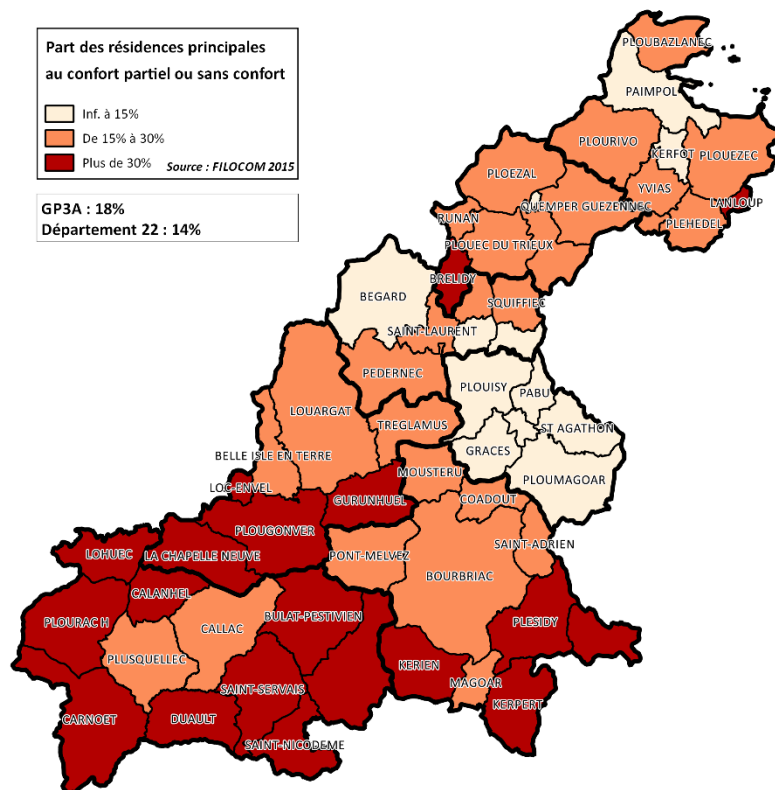 Part des résidences principales
au confort partiel ou sans confort
Inf. à 15%
De 15% à 30%
Plus de 30%
Source : FILOCOM 2015
GP3A : 18%
Département 22 : 14%
PLOUBAZLANEC
PAIMPOL
PLOURIVO
KERFOT
PLOUEZEC
PLOEZAL
YVIAS
LANLOUP
QUEMPER GUEZENNEC
RUNAN
PLEHEDEL
PLOUEC DU TRIEUX
BRELIDY
BEGARD
SQUIFFIEC
SAINT-LAURENT
PEDERNEC
PLOUISY
PABU
LOUARGAT
TREGLAMUS
ST AGATHON
GRACES
BELLE ISLE EN TERRE
MOUSTERU
PLOUMAGOAR
LOC-ENVEL
GURUNHUEL
COADOUT
PLOUGONVER
SAINT-ADRIEN
LOHUEC
LA CHAPELLE NEUVE
PONT-MELVEZ
BOURBRIAC
CALANHEL
BULAT-PESTIVIEN
PLOURAC H
CALLAC
PLESIDY
PLUSQUELLEC
KERIEN
MAGOAR
SAINT-SERVAIS
KERPERT
CARNOET
DUAULT
SAINT-NICODEME